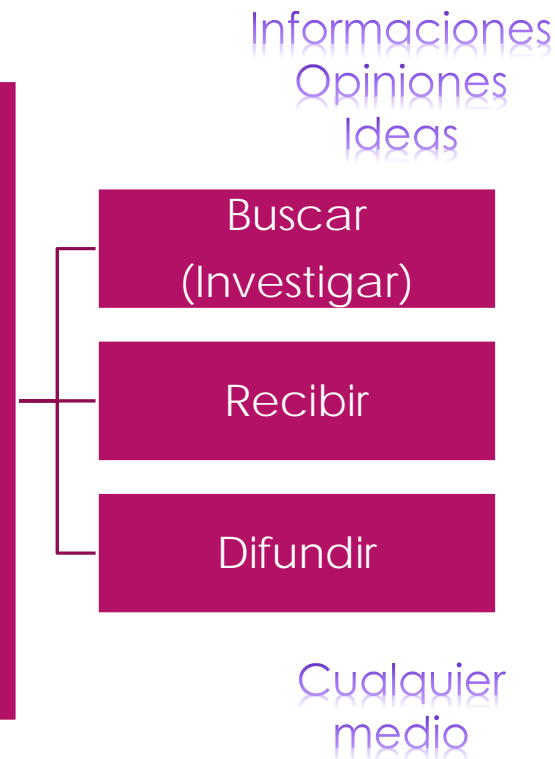 Informaciones
Opiniones
Ideas
Buscar
(Investigar)
Recibir
Difundir
Cualquier
medio